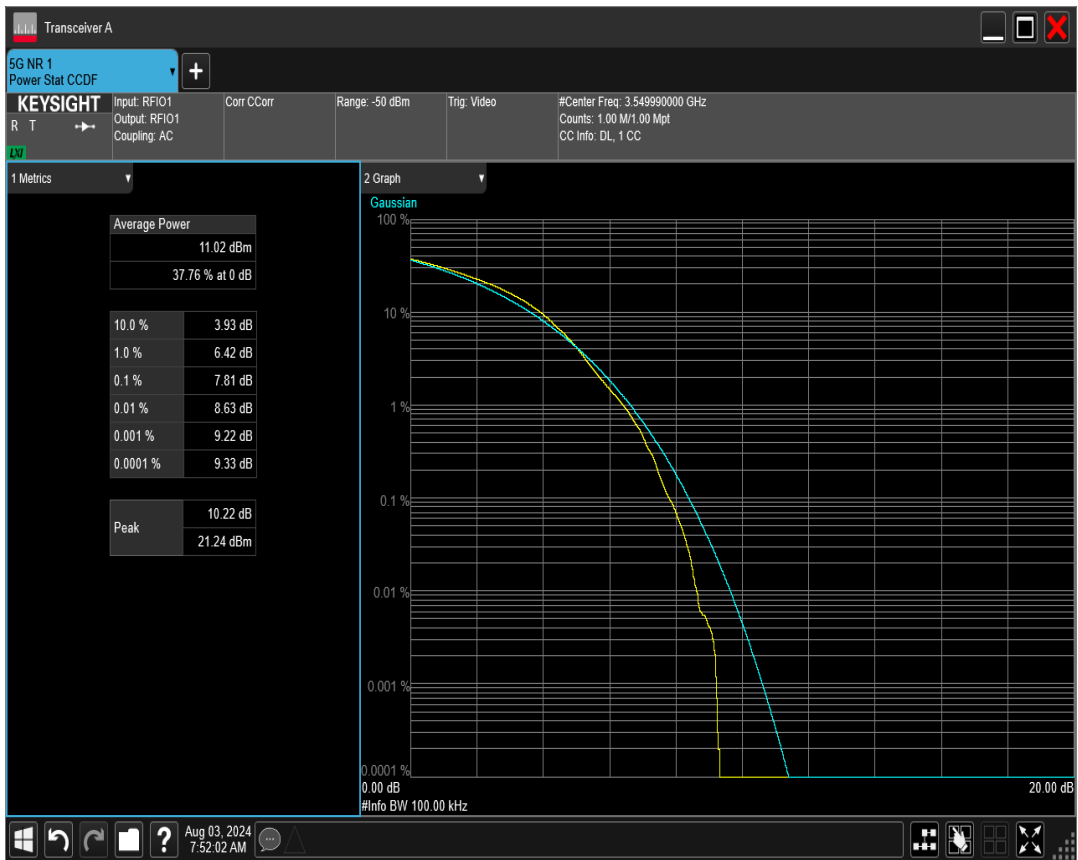 Transceiver A
5G NR 1
Power Stat CCDF
KEYSIGHT
R T
LXI
Input: RFIO1
Output: RFIO1
Coupling: AC
Corr CCorr
Range: -50 dBm
Trig: Video
#Center Freq: 3.549990000 GHz
Counts: 1.00 M/1.00 Mpt
CC Info: DL, 1 CC
1 Metrics
Average Power
11.02 dBm
37.76 % at 0 dB
10.0 % 3.93 dB
1.0 % 6.42 dB
0.1 % 7.81 dB
0.01 % 8.63 dB
0.001 % 9.22 dB
0.0001 % 9.33 dB
Peak
10.22 dB
21.24 dBm
2 Graph
Gaussian
100 %
10 %
1 %
0.1 %
0.01 %
0.001 %
0.0001 %
0.00 dB 20.00 dB
#Info BW 100.00 kHz
?
Aug 03, 2024
7:52:02 AM